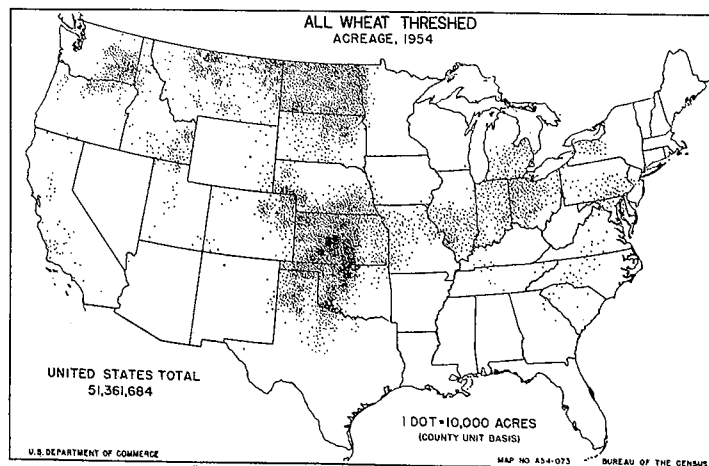 ALL WHEAT THRESHED
ACREAGE, 1954
UNITED STATES TOTAL
51,361,684
1 DOT=10,000 ACRES
(COUNTY UNIT BASIS)
U.S. DEPARTMENT OF COMMERCE
MAP NO A54-073
BUREAU OF THE CENSUS